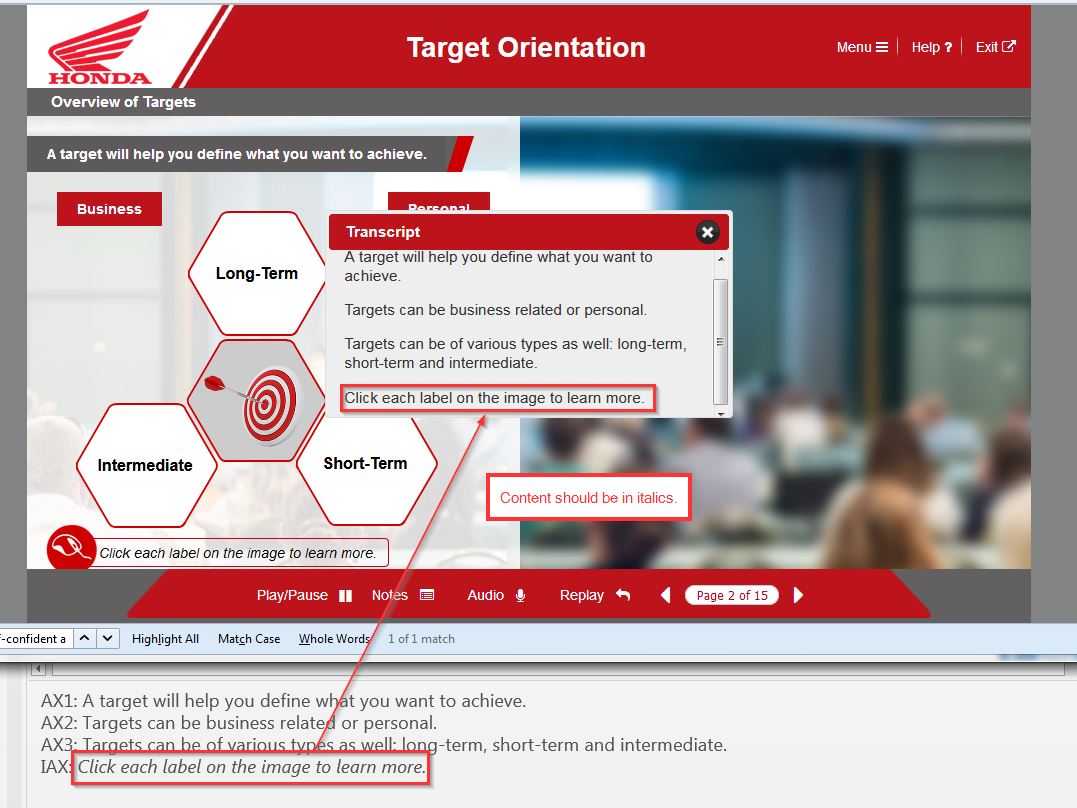 HONDA
Target Orientation
Menu
Help ?
Exit
Overview of Targets
A target will help you define what you want to achieve.
Business
Personal
Long-Term
Intermediate
Short-Term
Transcript
A target will help you define what you want to
achieve.
Targets can be business related or personal.
Targets can be of various types as well: long-term,
short-term and intermediate.
Click each label on the image to learn more.
Content should be in italics.
Click each label on the image to learn more.
Play/Pause
Notes
Audio
Replay
Page 2 of 15
f-confident a
Highlight All
Match Case
Whole Words
1 of 1 match
AX1: A target will help you define what you want to achieve.
AX2: Targets can be business related or personal.
AX3: Targets can be of various types as well: long-term, short-term and intermediate.
IAX: Click each label on the image to learn more.